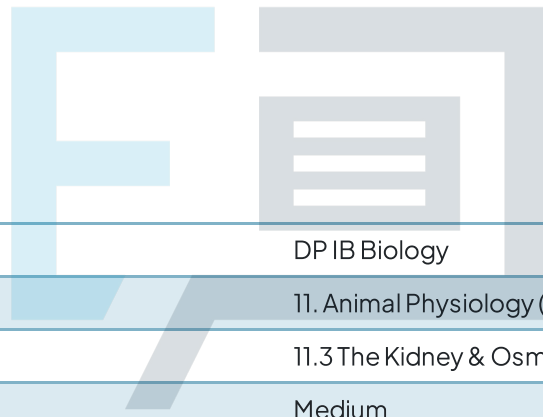 DP IB Biology
11. Animal Physiology (
11.3 The Kidney & Osm
Medium